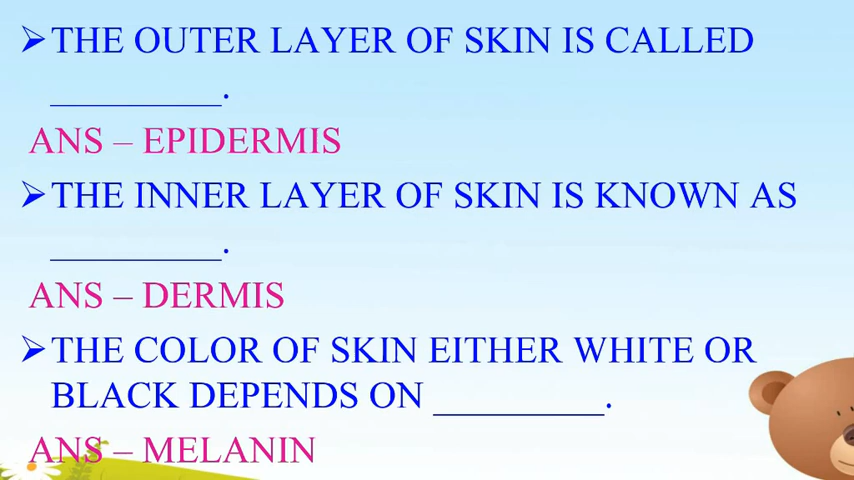 ➢THE OUTER LAYER OF SKIN IS CALLED
_________.
ANS – EPIDERMIS
➢THE INNER LAYER OF SKIN IS KNOWN AS
_________.
ANS – DERMIS
➢THE COLOR OF SKIN EITHER WHITE OR
BLACK DEPENDS ON _________.
ANS – MELANIN